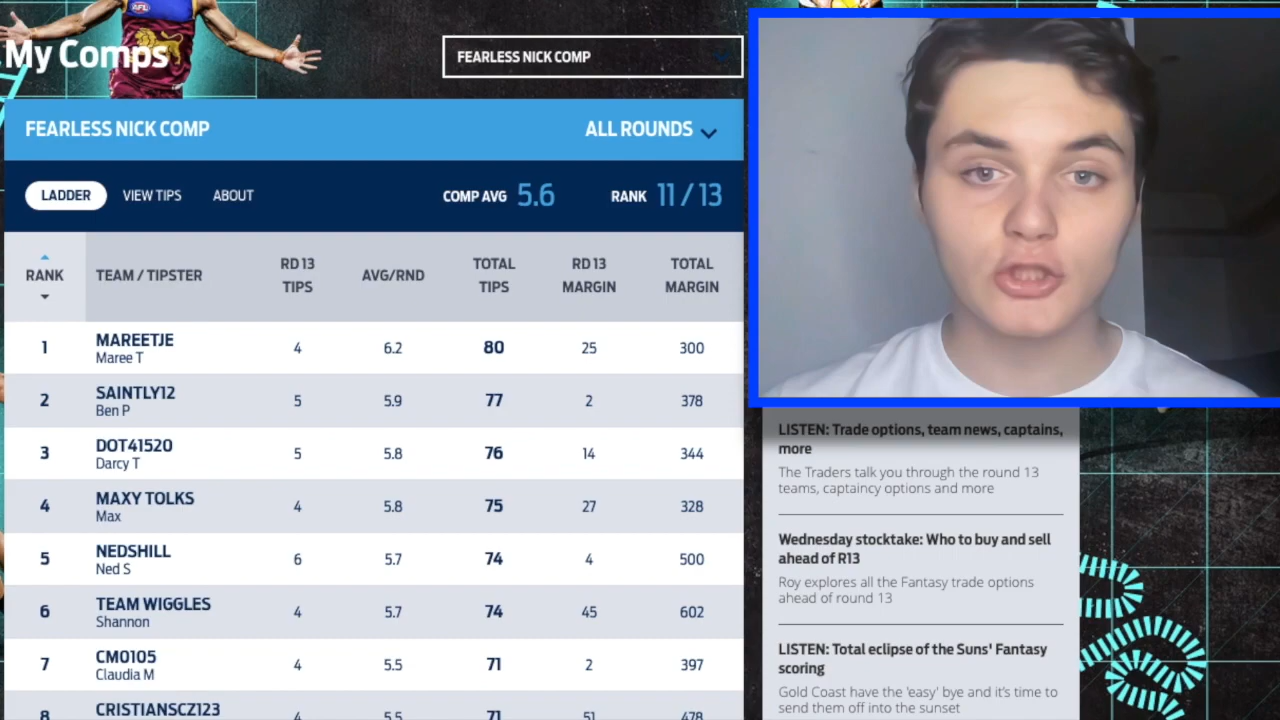 AFL
My Comps
FEARLESS NICK COMP
FEARLESS NICK COMP
ALL ROUNDS
LADDER VIEW TIPS ABOUT COMP AVG 5.6 RANK 11 / 13
RANK TEAM / TIPSTER RD 13 TIPS AVG/RND TOTAL TIPS RD 13 MARGIN TOTAL MARGIN
1 MAREETJE 4 6.2 80 25 300
Maree T
2 SAINTLY12 5 5.9 77 2 378
Ben P
3 DOT41520 5 5.8 76 14 344
Darcy T
4 MAXY TOLKS 4 5.8 75 27 328
Max
5 NEDSHILL 6 5.7 74 4 500
Ned S
6 TEAM WIGGLES 4 5.7 74 45 602
Shannon
7 CMO105 4 5.5 71 2 397
Claudia M
8 CRISTIANSCZ123 4 5.5 71 51 478
LISTEN: Trade options, team news, captains,
more
The Traders talk you through the round 13
teams, captaincy options and more
Wednesday stocktake: Who to buy and sell
ahead of R13
Roy explores all the Fantasy trade options
ahead of round 13
LISTEN: Total eclipse of the Suns' Fantasy
scoring
Gold Coast have the 'easy' bye and it's time to
send them off into the sunset